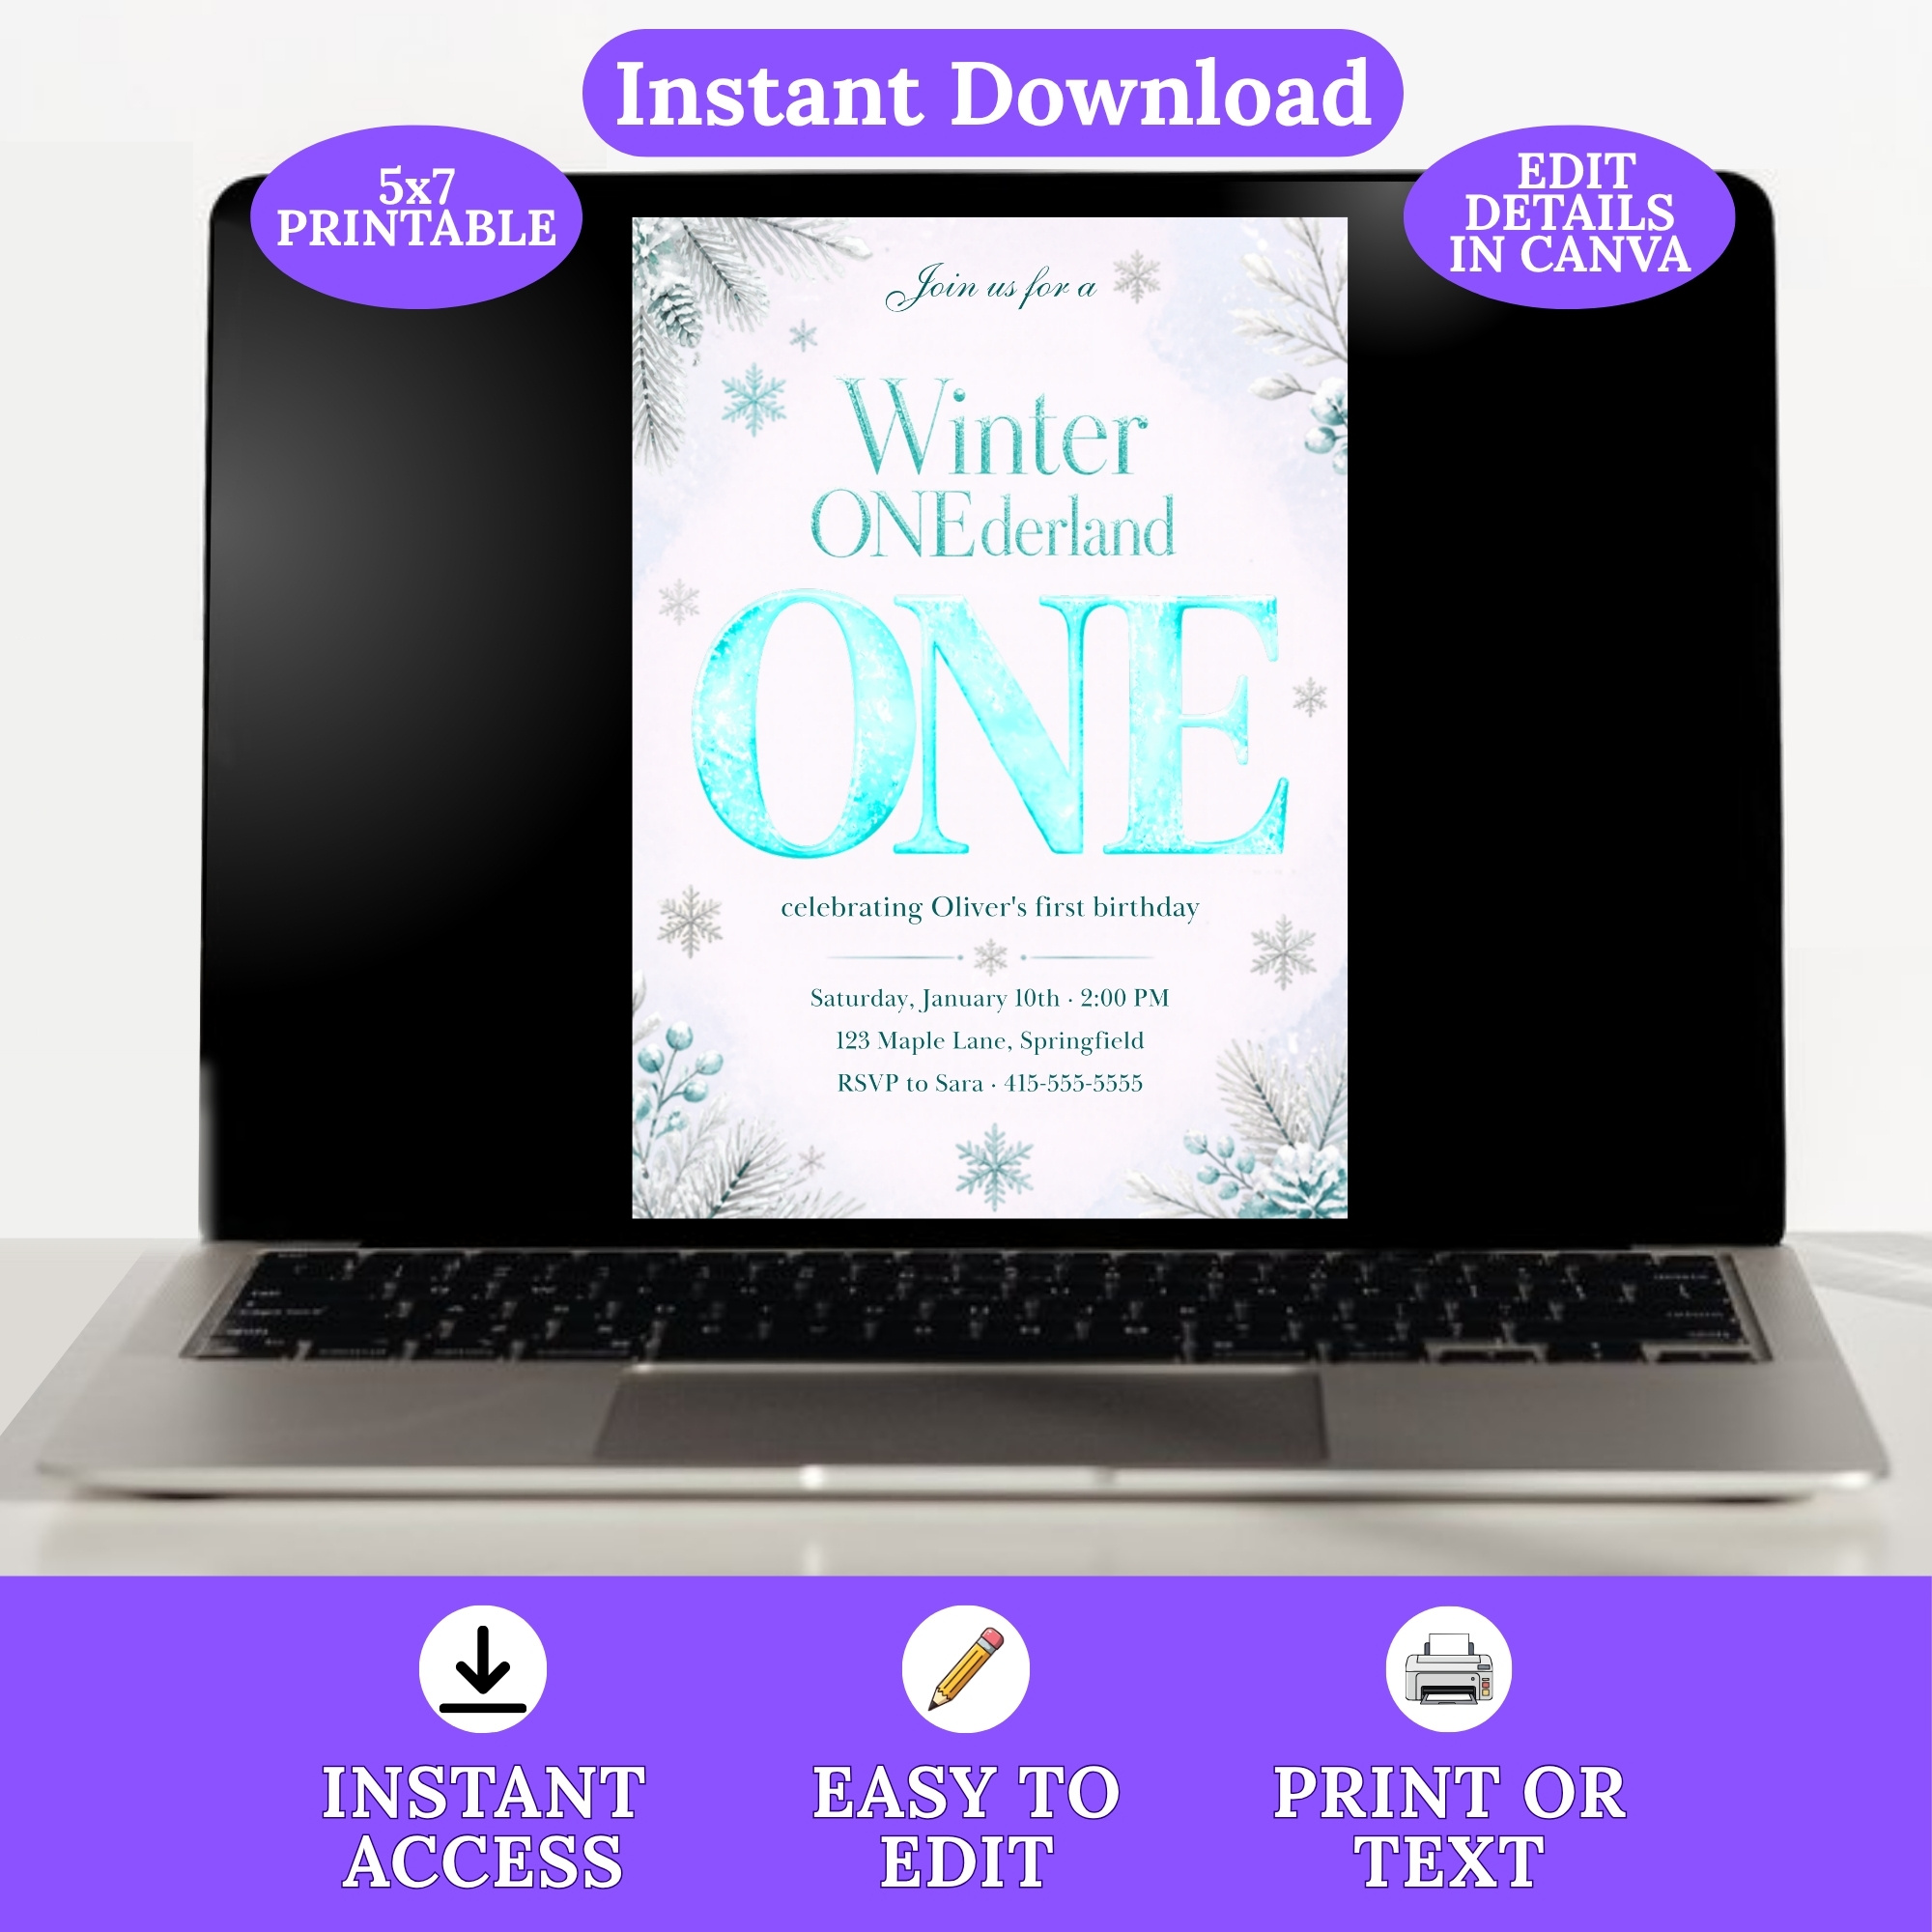 Instant Download
5x7
PRINTABLE
EDIT
DETAILS
IN CANVA
Join us for a
Winter
ONEderland
ONE
celebrating Oliver's first birthday
Saturday, January 10th · 2:00 PM
123 Maple Lane, Springfield
RSVP to Sara · 415-555-5555
INSTANT
ACCESS
EASY TO
EDIT
PRINT OR
TEXT